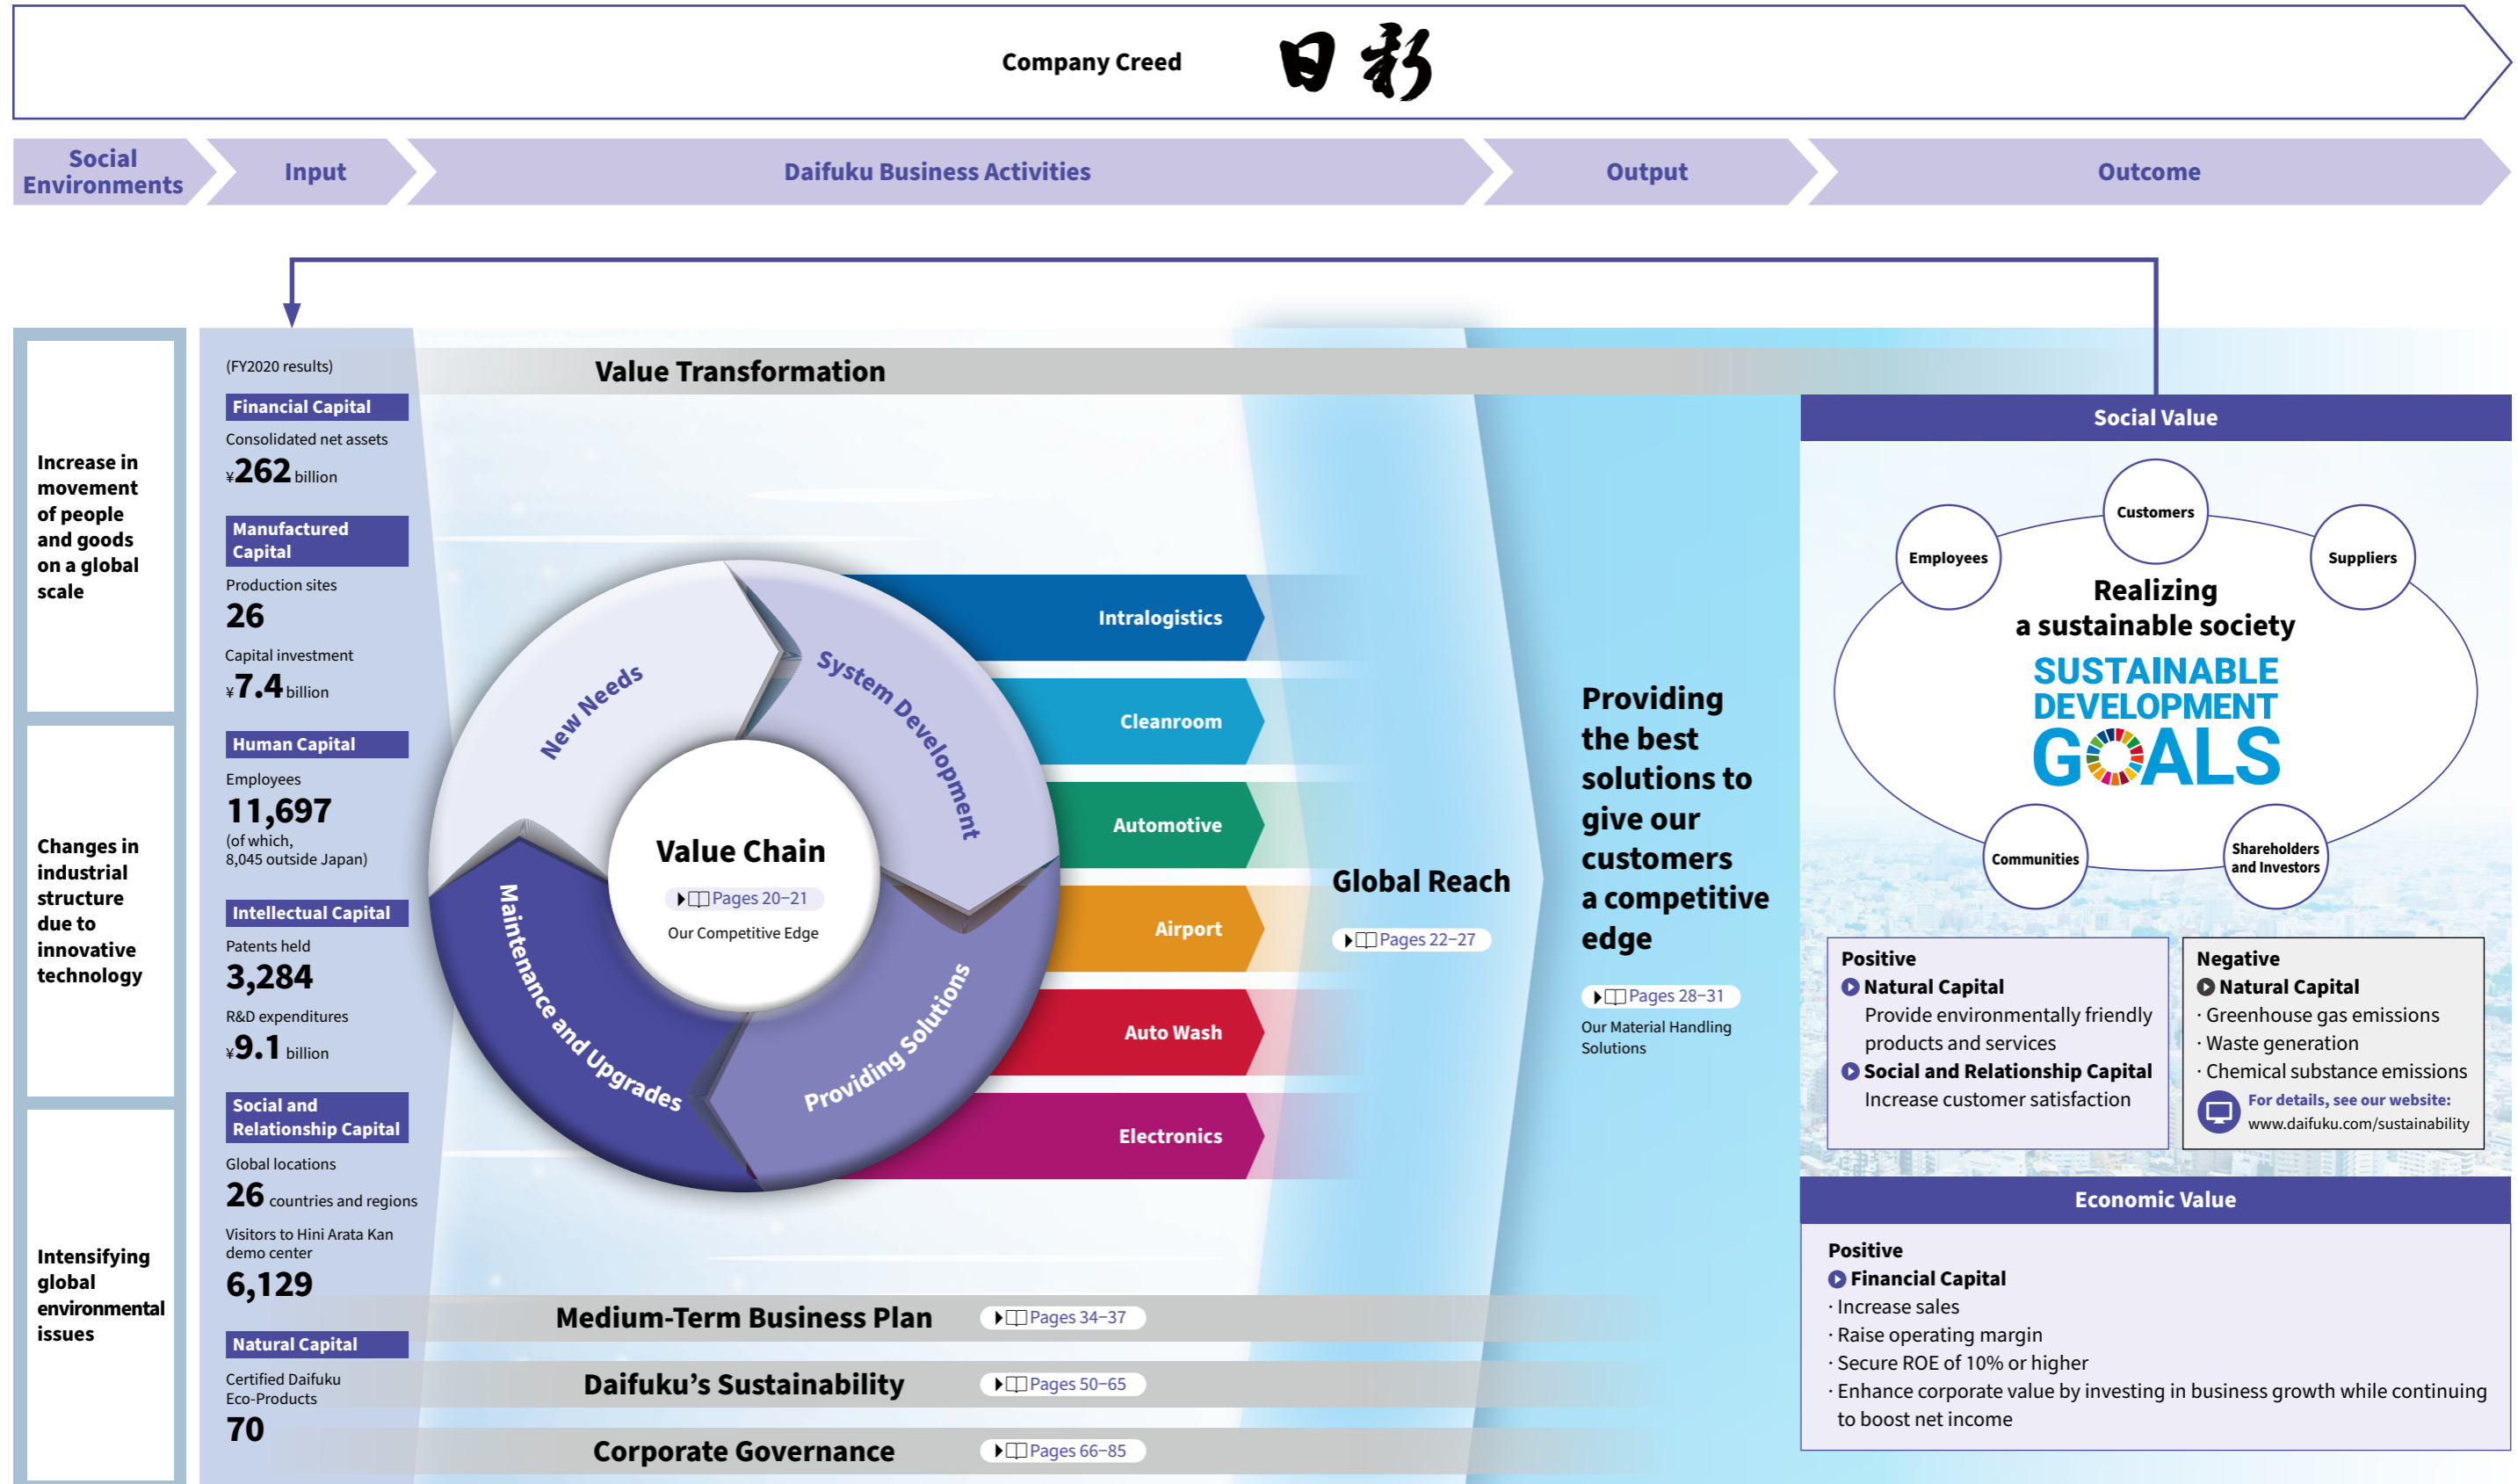 Company Creed
日新
Social
Environments
Input
Daifuku Business Activities
Output
Outcome
Increase in
movement
of people
and goods
on a global
scale
Changes in
industrial
structure
due to
innovative
technology
Intensifying
global
environmental
issues
(FY2020 results)
Financial Capital
Consolidated net assets
¥262 billion
Manufactured
Capital
Production sites
26
Capital investment
¥7.4 billion
Human Capital
Employees
11,697
(of which,
8,045 outside Japan)
Intellectual Capital
Patents held
3,284
R&D expenditures
¥9.1 billion
Social and
Relationship Capital
Global locations
26 countries and regions
Visitors to Hini Arata Kan
demo center
6,129
Natural Capital
Certified Daifuku
Eco-Products
70
Value Transformation
New Needs
System Development
Providing Solutions
Maintenance and Upgrades
Value Chain
Pages 20–21
Our Competitive Edge
Intralogistics
Cleanroom
Automotive
Airport
Auto Wash
Electronics
Global Reach
Pages 22–27
Providing
the best
solutions to
give our
customers
a competitive
edge
Pages 28–31
Our Material Handling
Solutions
Medium-Term Business Plan
Pages 34–37
Daifuku’s Sustainability
Pages 50–65
Corporate Governance
Pages 66–85
Social Value
Customers
Employees
Suppliers
Realizing
a sustainable society
SUSTAINABLE
DEVELOPMENT
GOALS
Communities
Shareholders
and Investors
Positive
Natural Capital
Provide environmentally friendly
products and services
Social and Relationship Capital
Increase customer satisfaction
Negative
Natural Capital
· Greenhouse gas emissions
· Waste generation
· Chemical substance emissions
For details, see our website:
www.daifuku.com/sustainability
Economic Value
Positive
Financial Capital
· Increase sales
· Raise operating margin
· Secure ROE of 10% or higher
· Enhance corporate value by investing in business growth while continuing
to boost net income